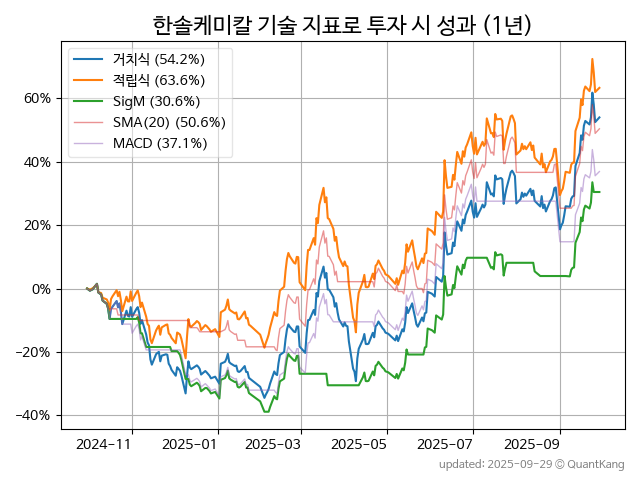 한솔케미칼 기술 지표로 투자 시 성과 (1년)
거치식 (54.2%)
적립식 (63.6%)
SigM (30.6%)
SMA(20) (50.6%)
MACD (37.1%)
60%
40%
20%
0%
−20%
−40%
2024-11
2025-01
2025-03
2025-05
2025-07
2025-09
updated: 2025-09-29 © QuantKang